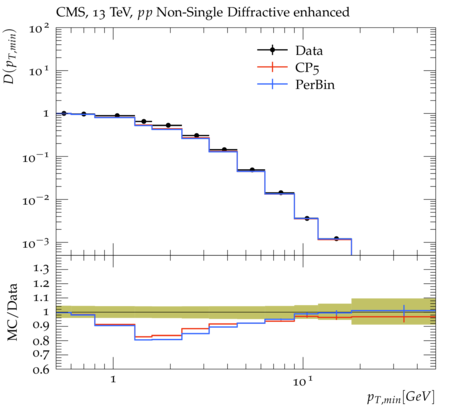 CMS, 13 TeV, pp Non-Single Diffractive enhanced
D(pT,min)
10²
10¹
1
10⁻¹
10⁻²
10⁻³
Data
CP5
PerBin
MC/Data
1.3
1.2
1.1
1
0.9
0.8
0.7
0.6
1
10¹
pT,min[GeV]